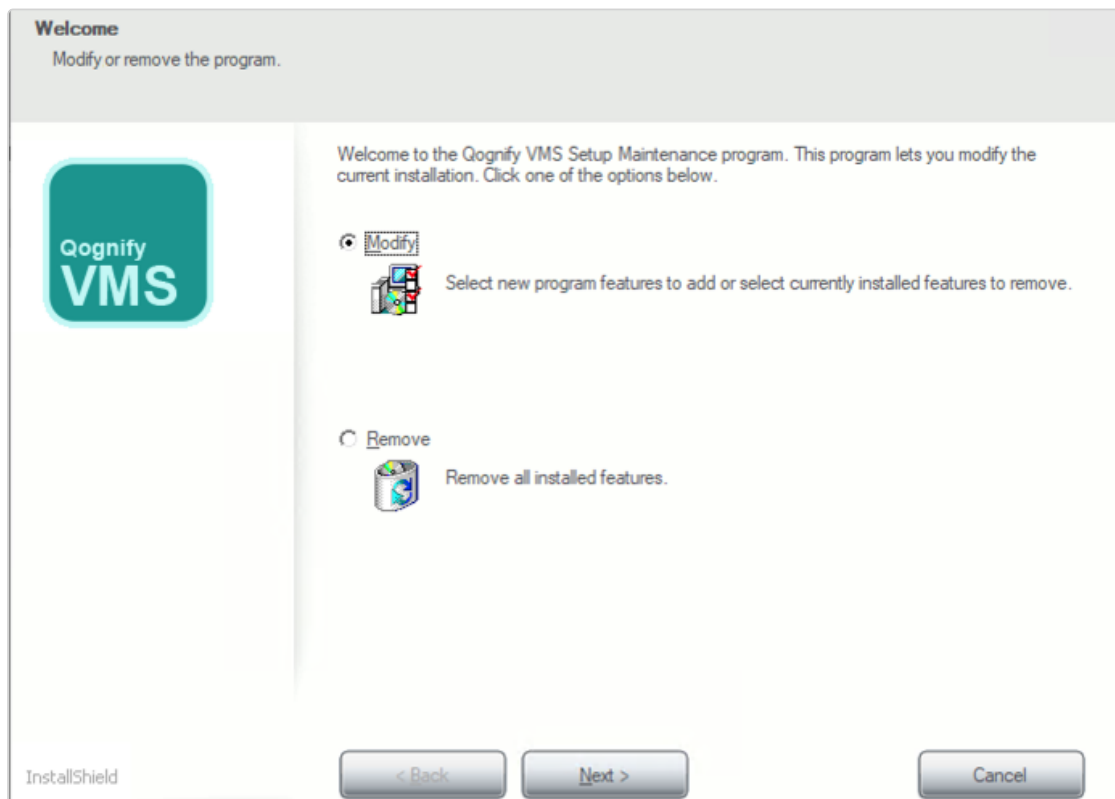 Welcome
Modify or remove the program.
Qognify
VMS
Welcome to the Qognify VMS Setup Maintenance program. This program lets you modify the
current installation. Click one of the options below.
Modify
Select new program features to add or select currently installed features to remove.
Remove
Remove all installed features.
InstallShield
< Back
Next >
Cancel